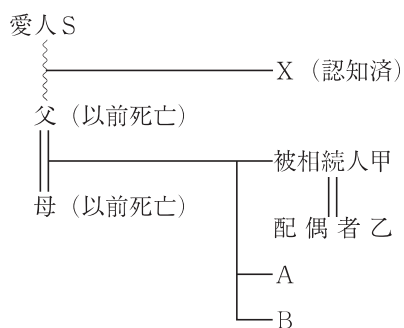 愛人S
X（認知済）
父（以前死亡）
被相続人甲
母（以前死亡）
配偶者乙
A
B